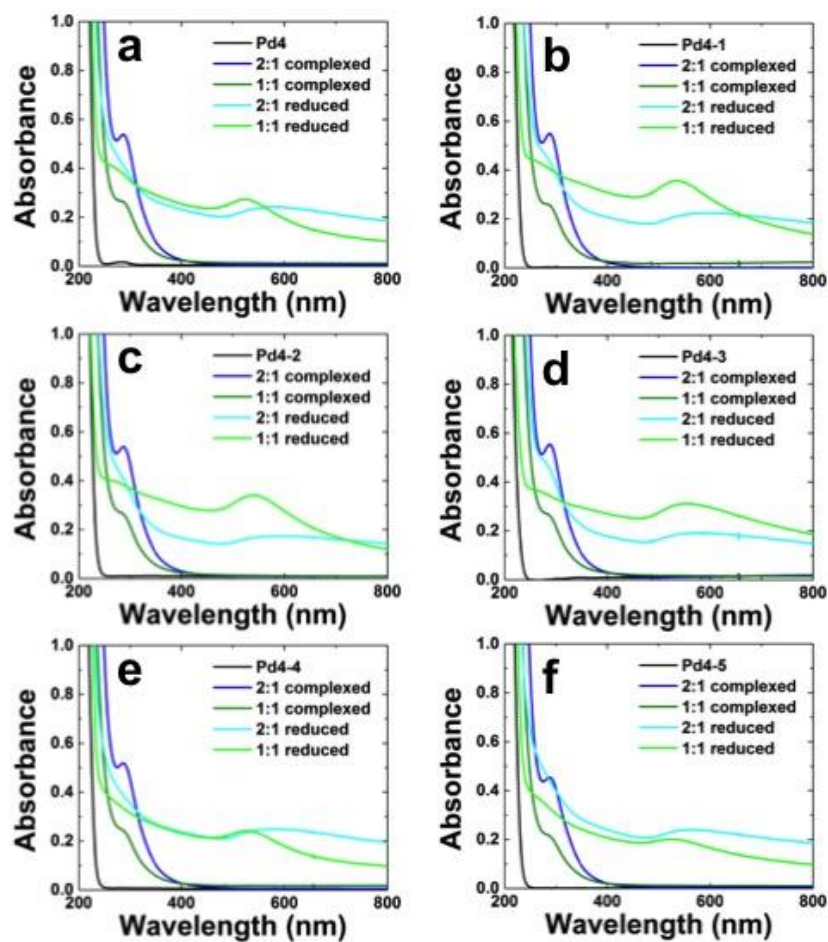 a
Pd4
2:1 complexed
1:1 complexed
2:1 reduced
1:1 reduced
1.0
0.8
0.6
0.4
0.2
0.0
Absorbance
200
400
600
800
Wavelength (nm)
b
Pd4-1
2:1 complexed
1:1 complexed
2:1 reduced
1:1 reduced
1.0
0.8
0.6
0.4
0.2
0.0
Absorbance
200
400
600
800
Wavelength (nm)
c
Pd4-2
2:1 complexed
1:1 complexed
2:1 reduced
1:1 reduced
1.0
0.8
0.6
0.4
0.2
0.0
Absorbance
200
400
600
800
Wavelength (nm)
d
Pd4-3
2:1 complexed
1:1 complexed
2:1 reduced
1:1 reduced
1.0
0.8
0.6
0.4
0.2
0.0
Absorbance
200
400
600
800
Wavelength (nm)
e
Pd4-4
2:1 complexed
1:1 complexed
2:1 reduced
1:1 reduced
1.0
0.8
0.6
0.4
0.2
0.0
Absorbance
200
400
600
800
Wavelength (nm)
f
Pd4-5
2:1 complexed
1:1 complexed
2:1 reduced
1:1 reduced
1.0
0.8
0.6
0.4
0.2
0.0
Absorbance
200
400
600
800
Wavelength (nm)